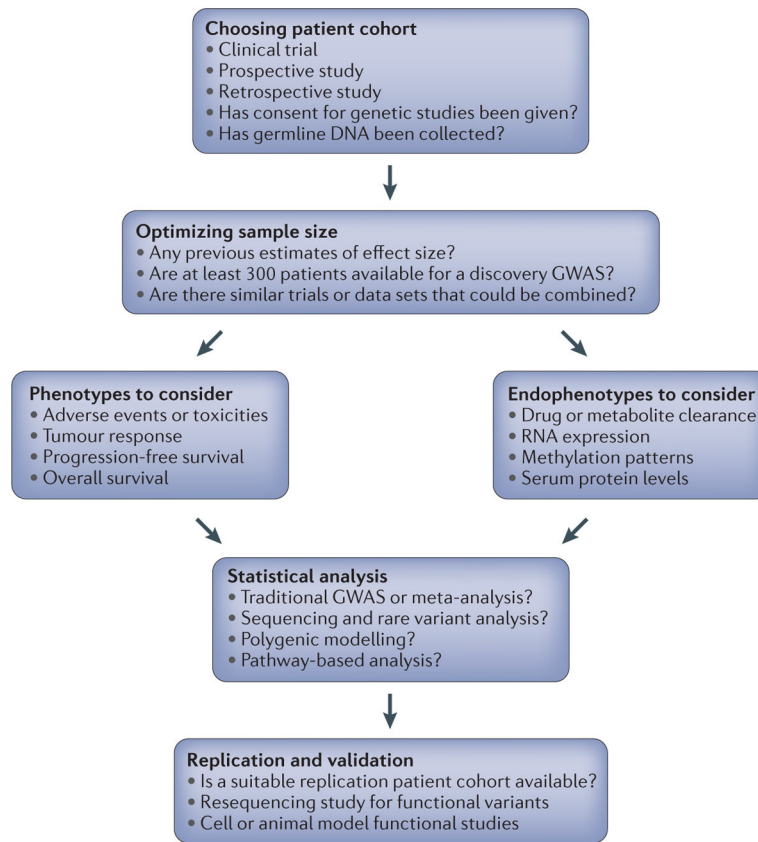 Choosing patient cohort
• Clinical trial
• Prospective study
• Retrospective study
• Has consent for genetic studies been given?
• Has germline DNA been collected?
Optimizing sample size
• Any previous estimates of effect size?
• Are at least 300 patients available for a discovery GWAS?
• Are there similar trials or data sets that could be combined?
Phenotypes to consider
• Adverse events or toxicities
• Tumour response
• Progression-free survival
• Overall survival
Endophenotypes to consider
• Drug or metabolite clearance
• RNA expression
• Methylation patterns
• Serum protein levels
Statistical analysis
• Traditional GWAS or meta-analysis?
• Sequencing and rare variant analysis?
• Polygenic modelling?
• Pathway-based analysis?
Replication and validation
• Is a suitable replication patient cohort available?
• Resequencing study for functional variants
• Cell or animal model functional studies